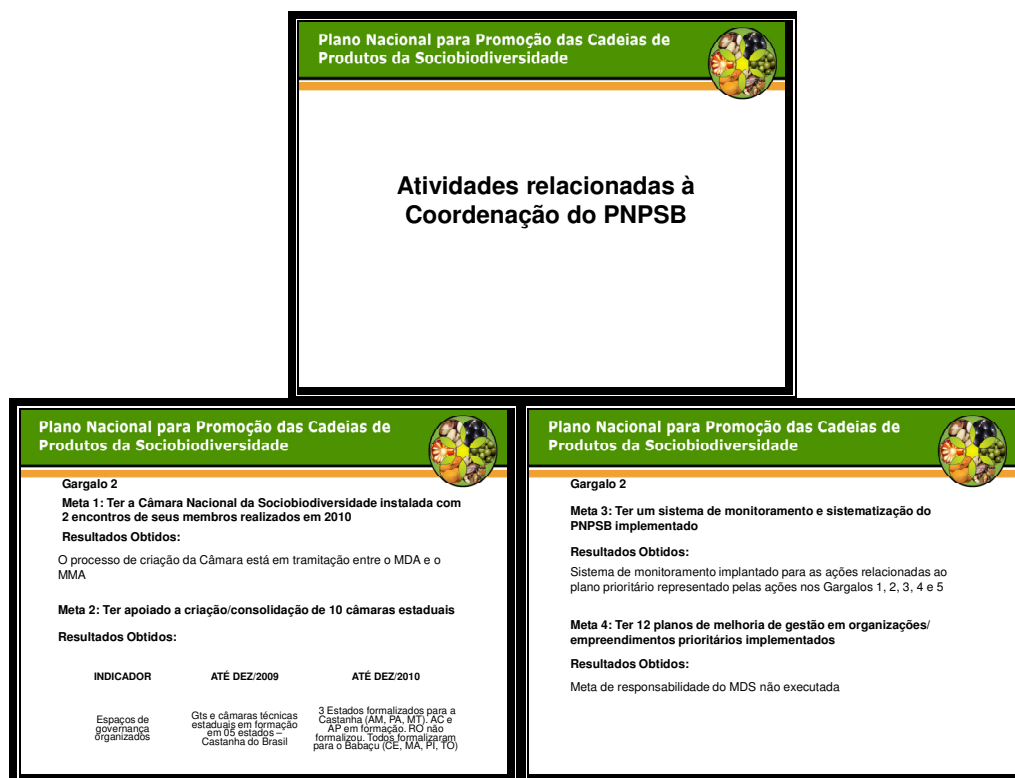 Plano Nacional para Promoção das Cadeias de
Produtos da Sociobiodiversidade
Atividades relacionadas à
Coordenação do PNPSB
Plano Nacional para Promoção das Cadeias de
Produtos da Sociobiodiversidade
Gargalo 2
Meta 1: Ter a Câmara Nacional da Sociobiodiversidade instalada com
2 encontros de seus membros realizados em 2010
Resultados Obtidos:
O processo de criação da Câmara está em tramitação entre o MDA e o
MMA
Meta 2: Ter apoiado a criação/consolidação de 10 câmaras estaduais
Resultados Obtidos:
INDICADOR
ATÉ DEZ/2009
ATÉ DEZ/2010
Espaços de
governança
organizados
Gts e câmaras técnicas
estaduais em formação
em 05 estados –
Castanha do Brasil
3 Estados formalizados para a
Castanha (AM, PA, MT). AC e
AP em formação. RO não
formalizou. Todos formalizaram
para o Babaçu (CE, MA, PI, TO)
Plano Nacional para Promoção das Cadeias de
Produtos da Sociobiodiversidade
Gargalo 2
Meta 3: Ter um sistema de monitoramento e sistematização do
PNPSB implementado
Resultados Obtidos:
Sistema de monitoramento implantado para as ações relacionadas ao
plano prioritário representado pelas ações nos Gargalos 1, 2, 3, 4 e 5
Meta 4: Ter 12 planos de melhoria de gestão em organizações/
empreendimentos prioritários implementados
Resultados Obtidos:
Meta de responsabilidade do MDS não executada